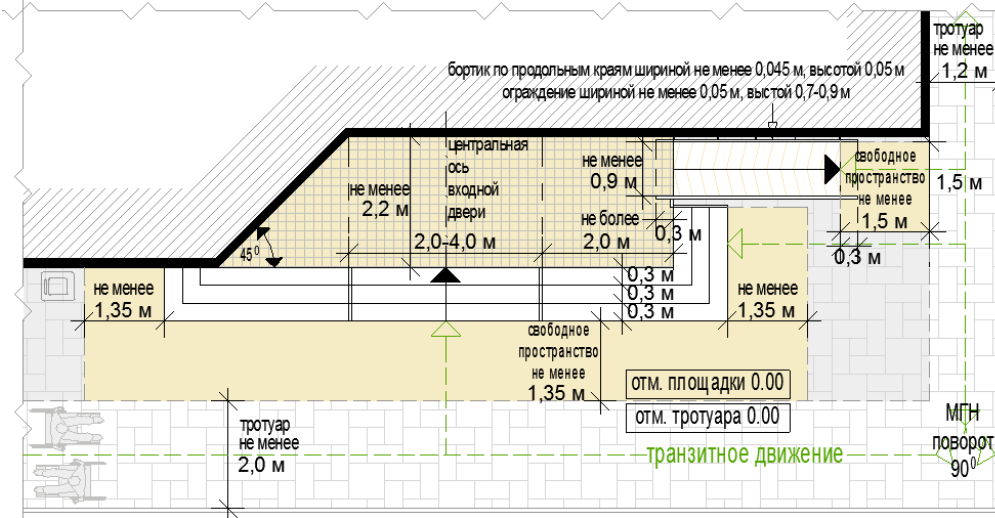 тротуар
не менее
1,2 м
бортик по продольным краям шириной не менее 0,045 м, высотой 0,05 м
ограждение шириной не менее 0,05 м, выстой 0,7-0,9 м
центральная
ось
входной
двери
не менее
2,2 м
2,0-4,0 м
45⁰
не менее
0,9 м
не более
2,0 м
0,3 м
свободное
пространство
не менее
1,5 м
1,5 м
0,3 м
0,3 м
0,3 м
0,3 м
не менее
1,35 м
не менее
1,35 м
свободное
пространство
не менее
1,35 м
отм. площадки 0.00
отм. тротуара 0.00
тротуар
не менее
2,0 м
транзитное движение
МГН
поворот
90⁰